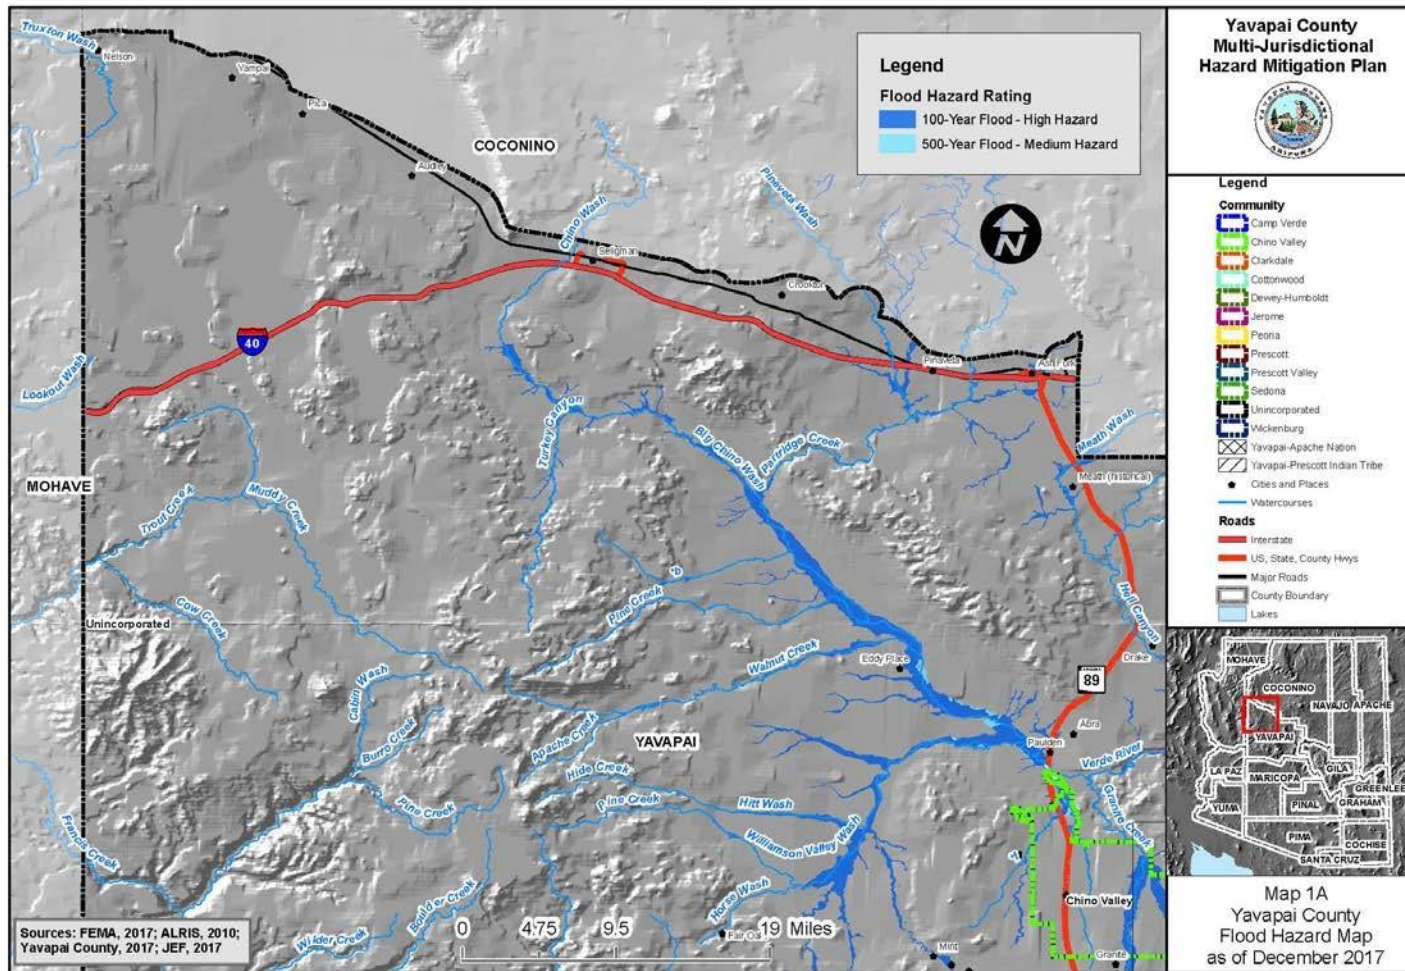 Truxton Wash
Nelson
Yampai
Pica
COCONINO
Audley
Chino Wash
Seligman
Pineveta Wash
Crookton
N
Legend
Flood Hazard Rating
100-Year Flood - High Hazard
500-Year Flood - Medium Hazard
40
Lookout Wash
Pinaveta
Ash Fork
Turkey Canyon
Big Chino Wash
Partridge Creek
Meath Wash
Meath (historical)
MOHAVE
Trout Creek
Muddy Creek
Cow Creek
Unincorporated
Pine Creek
Walnut Creek
Eddy Place
Hell Canyon
Drake
89
Abra
Paulden
Verde River
Granite Creek
Cabin Wash
Burro Creek
Apache Creek
YAVAPAI
Hide Creek
Pine Creek
Pine Creek
Hitt Wash
Williamson Valley Wash
Francis Creek
Boulder Creek
Wilder Creek
Horse Wash
Chino Valley
Mint
Granite
0 4.75 9.5 19 Miles
Sources: FEMA, 2017; ALRIS, 2010;
Yavapai County, 2017; JEF, 2017
Yavapai County
Multi-Jurisdictional
Hazard Mitigation Plan
Legend
Community
Camp Verde
Chino Valley
Clarkdale
Cottonwood
Dewey-Humboldt
Jerome
Peoria
Prescott
Prescott Valley
Sedona
Unincorporated
Wickenburg
Yavapai-Apache Nation
Yavapai-Prescott Indian Tribe
Cities and Places
Watercourses
Roads
Interstate
US, State, County Hwys
Major Roads
County Boundary
Lakes
MOHAVE
COCONINO
NAVAJO
APACHE
YAVAPAI
LA PAZ
MARICOPA
GILA
GREENLEE
YUMA
PINAL
GRAHAM
PIMA
COCHISE
SANTA CRUZ
Map 1A
Yavapai County
Flood Hazard Map
as of December 2017